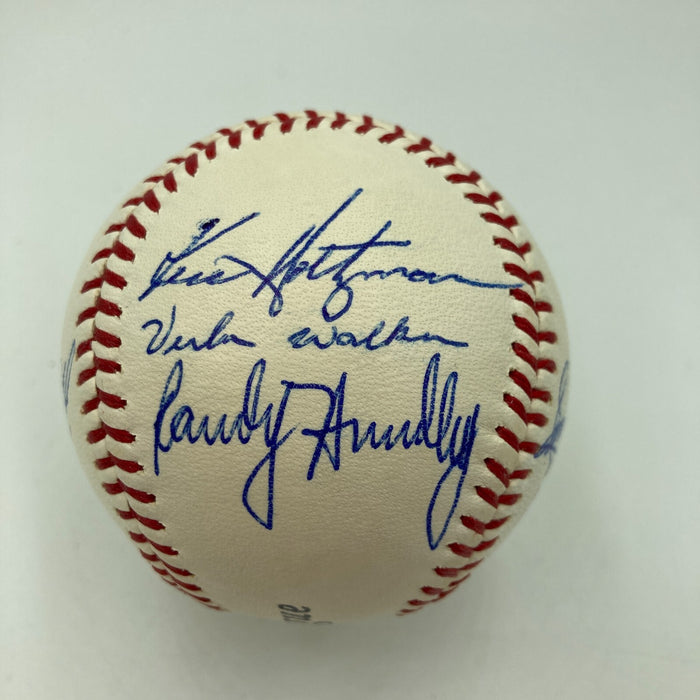 Ken Holtzman
Verlon Walker
Randy Hundley